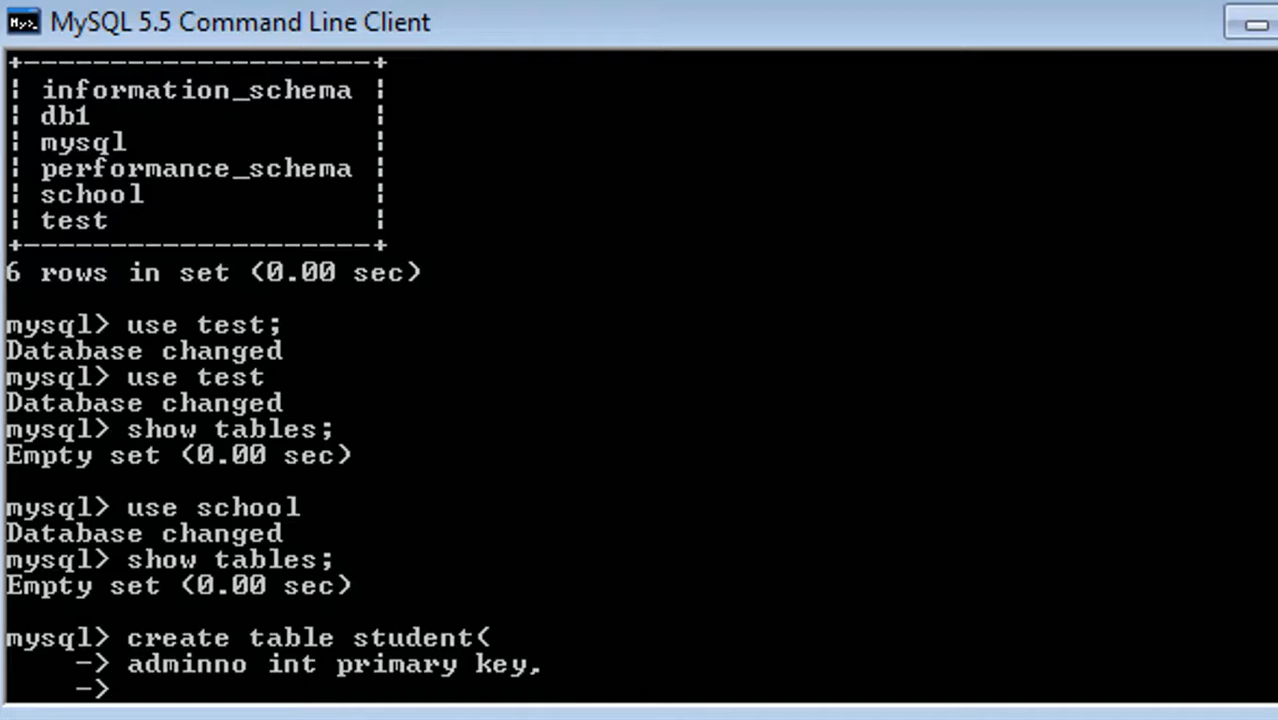 MySQL 5.5 Command Line Client
+--------------------+
| information_schema |
| db1                |
| mysql              |
| performance_schema |
| school             |
| test               |
+--------------------+
6 rows in set (0.00 sec)
mysql> use test;
Database changed
mysql> use test
Database changed
mysql> show tables;
Empty set (0.00 sec)
mysql> use school
Database changed
mysql> show tables;
Empty set (0.00 sec)
mysql> create table student(
    -> adminno int primary key,
    ->